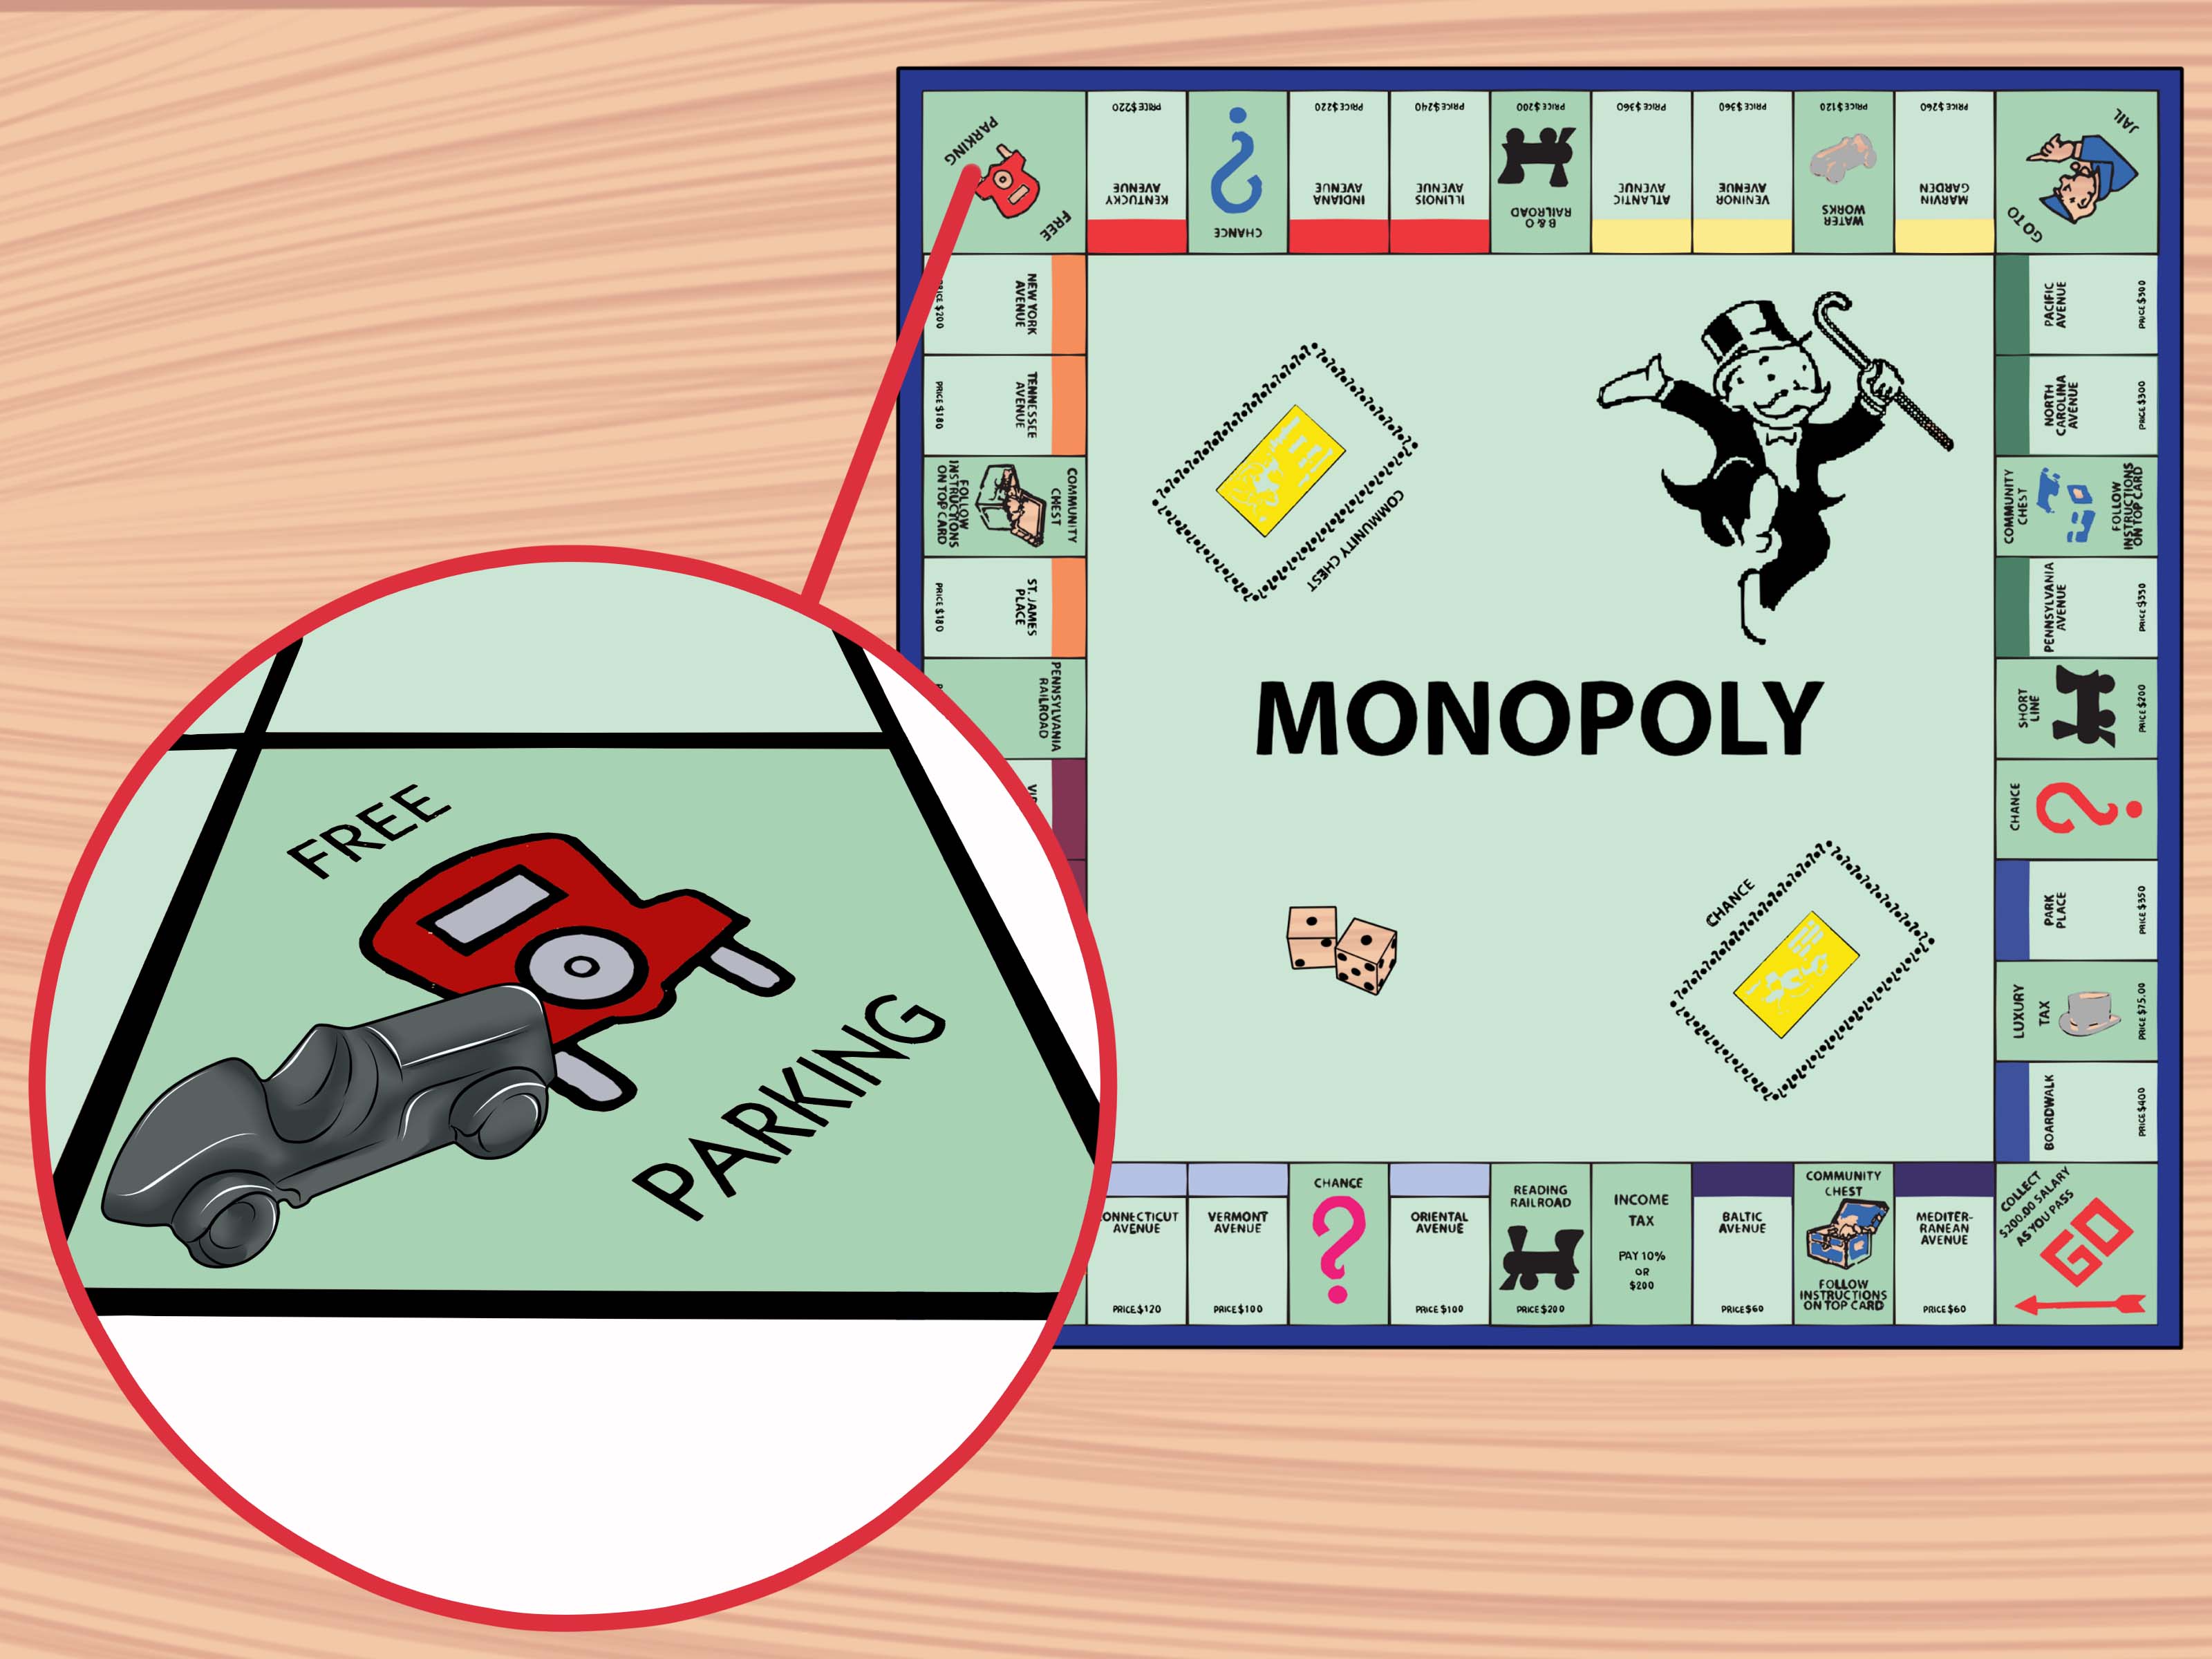 PARKING
FREE
PRICE $220
KENTUCKY
AVENUE
CHANCE
PRICE $220
INDIANA
AVENUE
PRICE $240
ILLINOIS
AVENUE
PRICE $200
B & O
RAILROAD
PRICE $360
ATLANTIC
AVENUE
PRICE $360
VENINOR
AVENUE
PRICE $120
WATER
WORKS
PRICE $260
MARVIN
GARDEN
GO TO
JAIL
NEW YORK
AVENUE
PRICE $200
TENNESSEE
AVENUE
PRICE $180
COMMUNITY
CHEST
FOLLOW
INSTRUCTIONS
ON TOP CARD
ST. JAMES
PLACE
PRICE $180
PENNSYLVANIA
RAILROAD
PACIFIC
AVENUE
PRICE $300
NORTH
CAROLINA
AVENUE
PRICE $300
COMMUNITY
CHEST
FOLLOW
INSTRUCTIONS
ON TOP CARD
PENNSYLVANIA
AVENUE
PRICE $350
SHORT
LINE
PRICE $200
CHANCE
PARK
PLACE
PRICE $350
LUXURY
TAX
PRICE $75.00
BOARDWALK
PRICE $400
COMMUNITY CHEST
MONOPOLY
CHANCE
FREE
PARKING
ONNECTICUT
AVENUE
PRICE $120
VERMONT
AVENUE
PRICE $100
CHANCE
ORIENTAL
AVENUE
PRICE $100
READING
RAILROAD
PRICE $200
INCOME
TAX
PAY 10%
OR
$200
BALTIC
AVENUE
PRICE $60
COMMUNITY
CHEST
FOLLOW
INSTRUCTIONS
ON TOP CARD
MEDITER-
RANEAN
AVENUE
PRICE $60
COLLECT
$200.00 SALARY
AS YOU PASS
GO